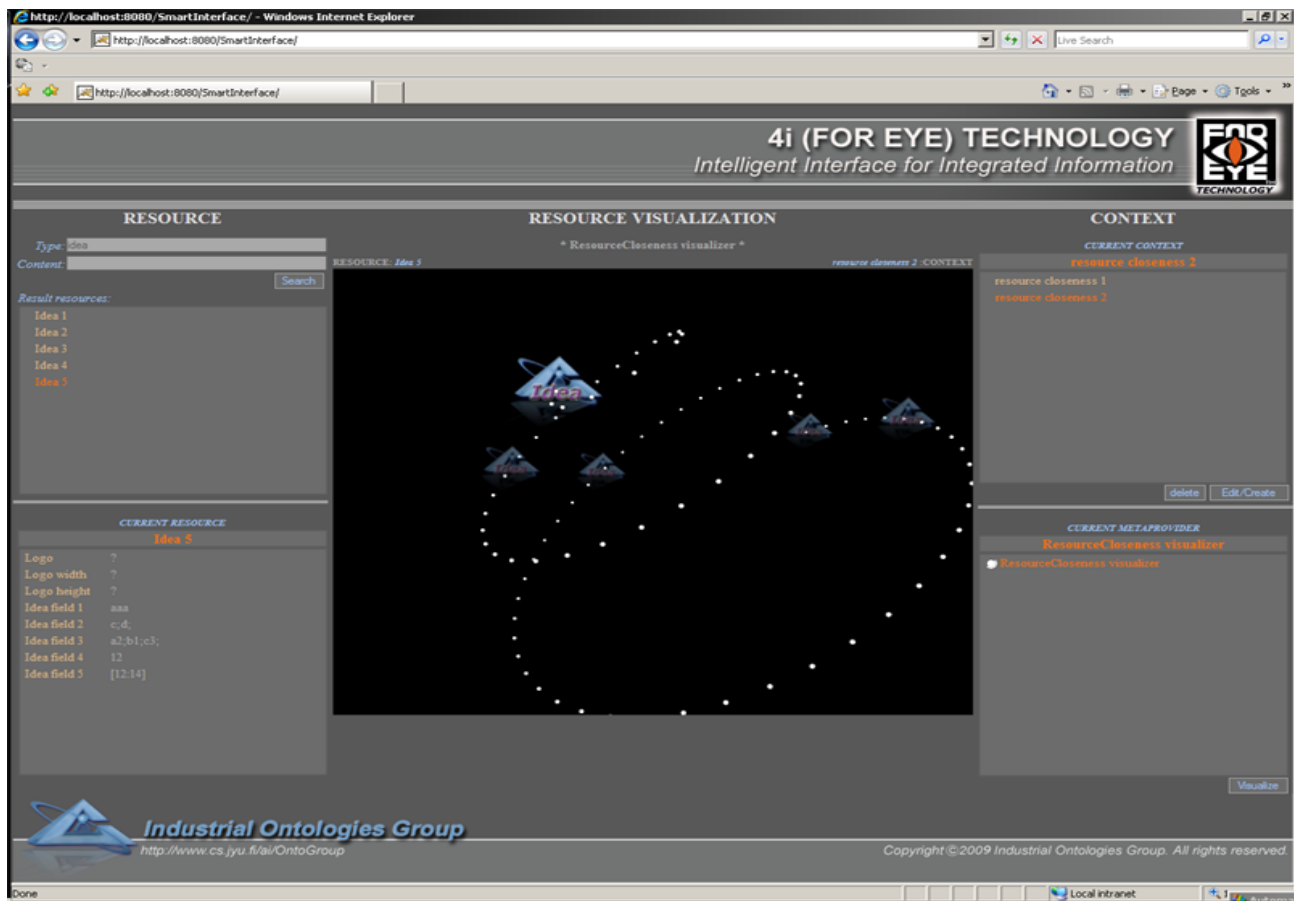 http://localhost:8080/SmartInterface/ - Windows Internet Explorer
http://localhost:8080/SmartInterface/
Live Search
http://localhost:8080/SmartInterface/
Page
Tools
4i (FOR EYE) TECHNOLOGY
Intelligent Interface for Integrated Information
FOR
EYE
TECHNOLOGY
RESOURCE
Type: idea
Content:
Search
Result resources:
Idea 1
Idea 2
Idea 3
Idea 4
Idea 5
CURRENT RESOURCE
Idea 5
Logo ?
Logo width ?
Logo height ?
Idea field 1 aaa
Idea field 2 c;d;
Idea field 3 a2;b1;c3;
Idea field 4 12
Idea field 5 [12:14]
RESOURCE VISUALIZATION
* ResourceCloseness visualizer *
RESOURCE: Idea 5 resource closeness 2 :CONTEXT
Idea
Idea
Idea
Idea
Idea
CONTEXT
CURRENT CONTEXT
resource closeness 2
resource closeness 1
resource closeness 2
delete Edit/Create
CURRENT METAPROVIDER
ResourceCloseness visualizer
ResourceCloseness visualizer
Visualize
Industrial Ontologies Group
http://www.cs.jyu.fi/ai/OntoGroup
Copyright©2009 Industrial Ontologies Group. All rights reserved.
Done
Local intranet